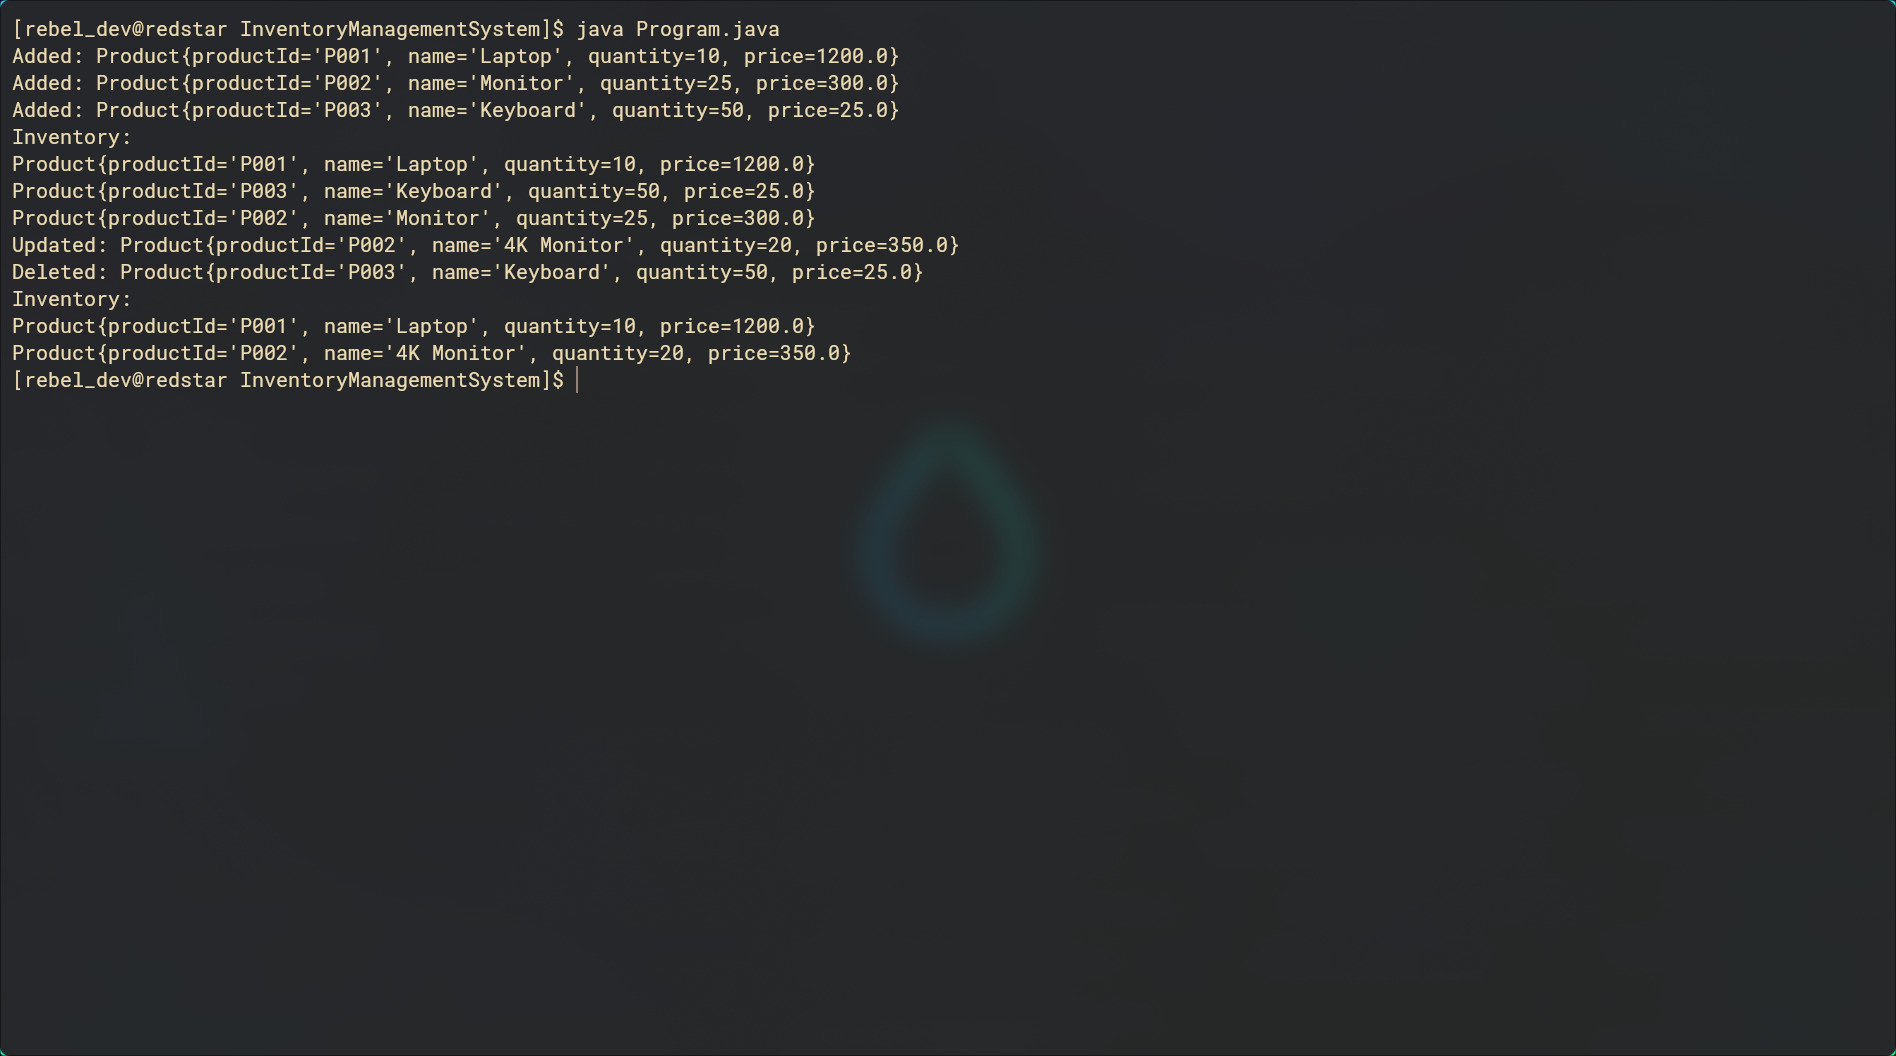 [rebel_dev@redstar InventoryManagementSystem]$ java Program.java
Added: Product{productId='P001', name='Laptop', quantity=10, price=1200.0}
Added: Product{productId='P002', name='Monitor', quantity=25, price=300.0}
Added: Product{productId='P003', name='Keyboard', quantity=50, price=25.0}
Inventory:
Product{productId='P001', name='Laptop', quantity=10, price=1200.0}
Product{productId='P003', name='Keyboard', quantity=50, price=25.0}
Product{productId='P002', name='Monitor', quantity=25, price=300.0}
Updated: Product{productId='P002', name='4K Monitor', quantity=20, price=350.0}
Deleted: Product{productId='P003', name='Keyboard', quantity=50, price=25.0}
Inventory:
Product{productId='P001', name='Laptop', quantity=10, price=1200.0}
Product{productId='P002', name='4K Monitor', quantity=20, price=350.0}
[rebel_dev@redstar InventoryManagementSystem]$